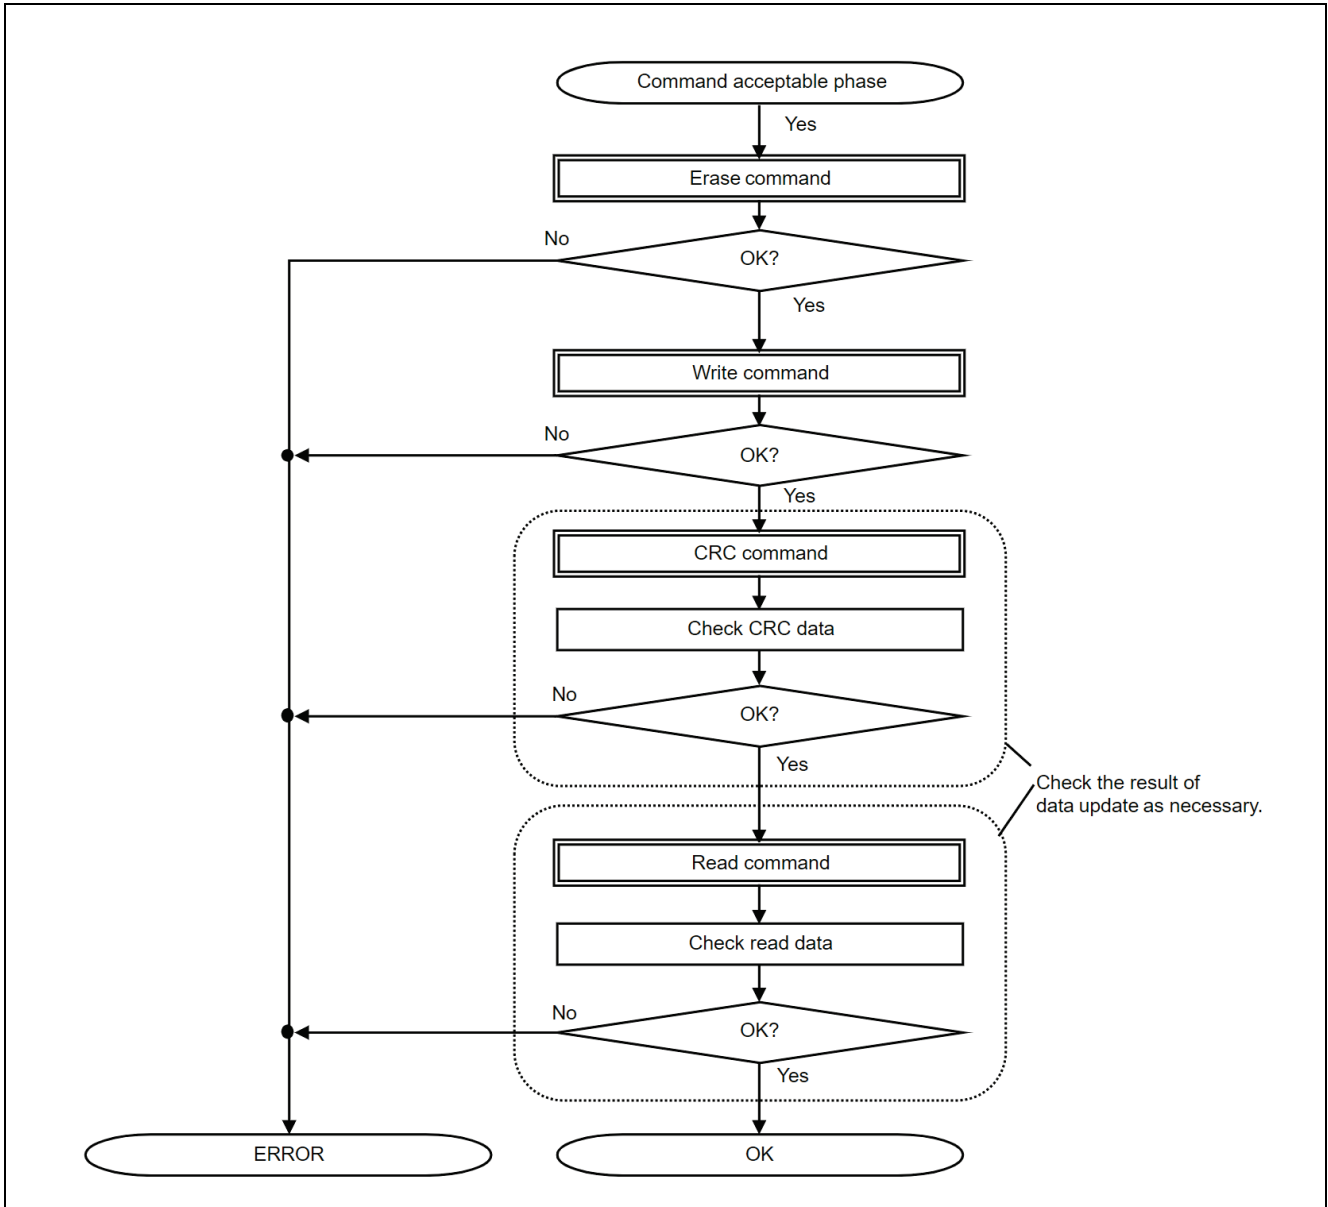 Command acceptable phase
Yes
Erase command
No
OK?
Yes
Write command
No
OK?
Yes
CRC command
Check CRC data
No
OK?
Yes
Check the result of
data update as necessary.
Read command
Check read data
No
OK?
Yes
ERROR
OK